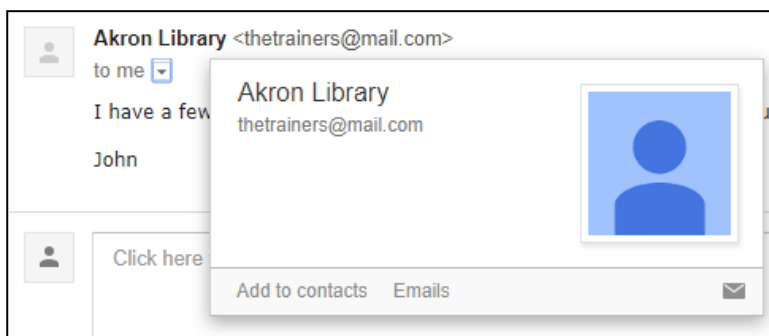 Akron Library <thetrainers@mail.com>
to me
I have a few
John
Akron Library
thetrainers@mail.com
Add to contacts Emails
Click here